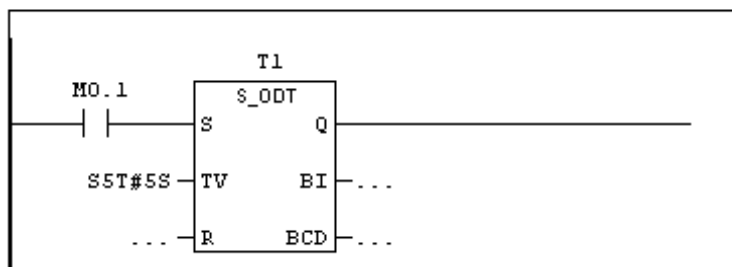 T1
M0.1
S_ODT
S Q
S5T#5S TV BI ...
... R BCD ...